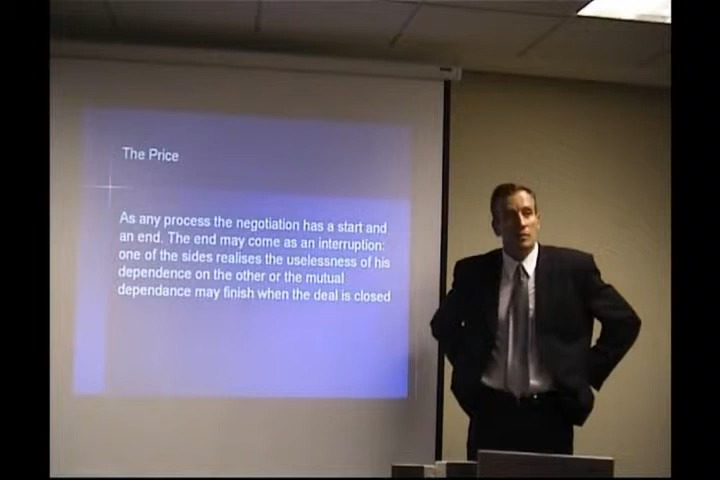 The Price
As any process the negotiation has a start and
an end. The end may come as an interruption:
one of the sides realises the uselessness of his
dependence on the other or the mutual
dependance may finish when the deal is closed